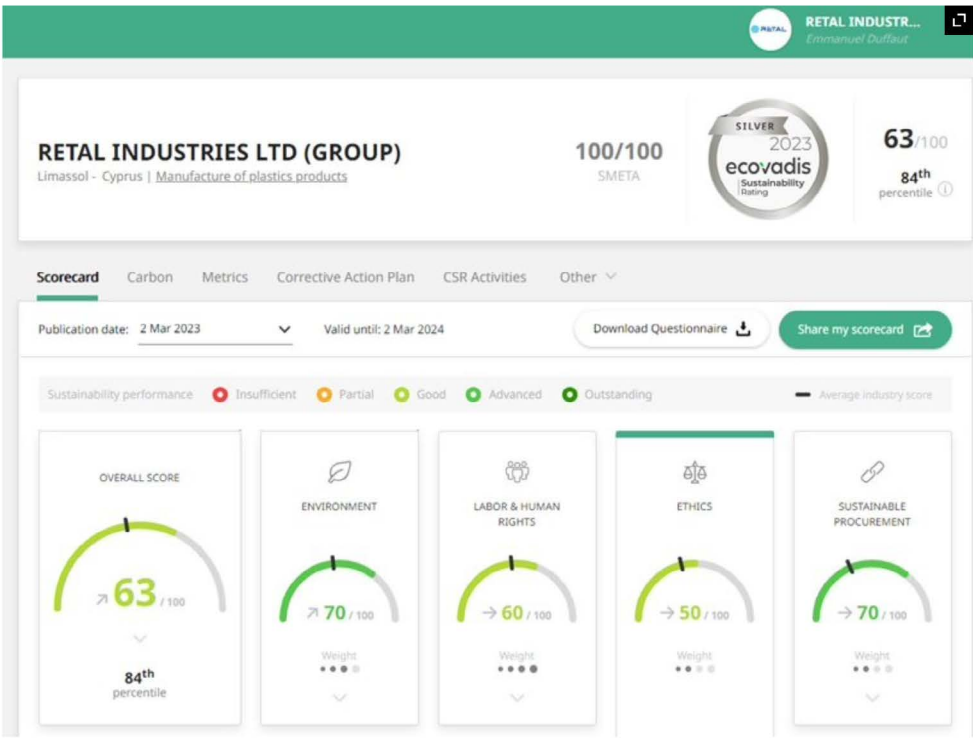 RETAL
RETAL INDUSTR...
Emmanuel Duffaut
RETAL INDUSTRIES LTD (GROUP)
Limassol - Cyprus | Manufacture of plastics products
100/100
SMETA
SILVER
2023
ecovadis
Sustainability
Rating
63/100
84th
percentile
Scorecard Carbon Metrics Corrective Action Plan CSR Activities Other
Publication date: 2 Mar 2023 Valid until: 2 Mar 2024 Download Questionnaire Share my scorecard
Sustainability performance Insufficient Partial Good Advanced Outstanding Average industry score
OVERALL SCORE
63 / 100
84th
percentile
ENVIRONMENT
70 / 100
Weight
LABOR & HUMAN
RIGHTS
60 / 100
Weight
ETHICS
50 / 100
Weight
SUSTAINABLE
PROCUREMENT
70 / 100
Weight